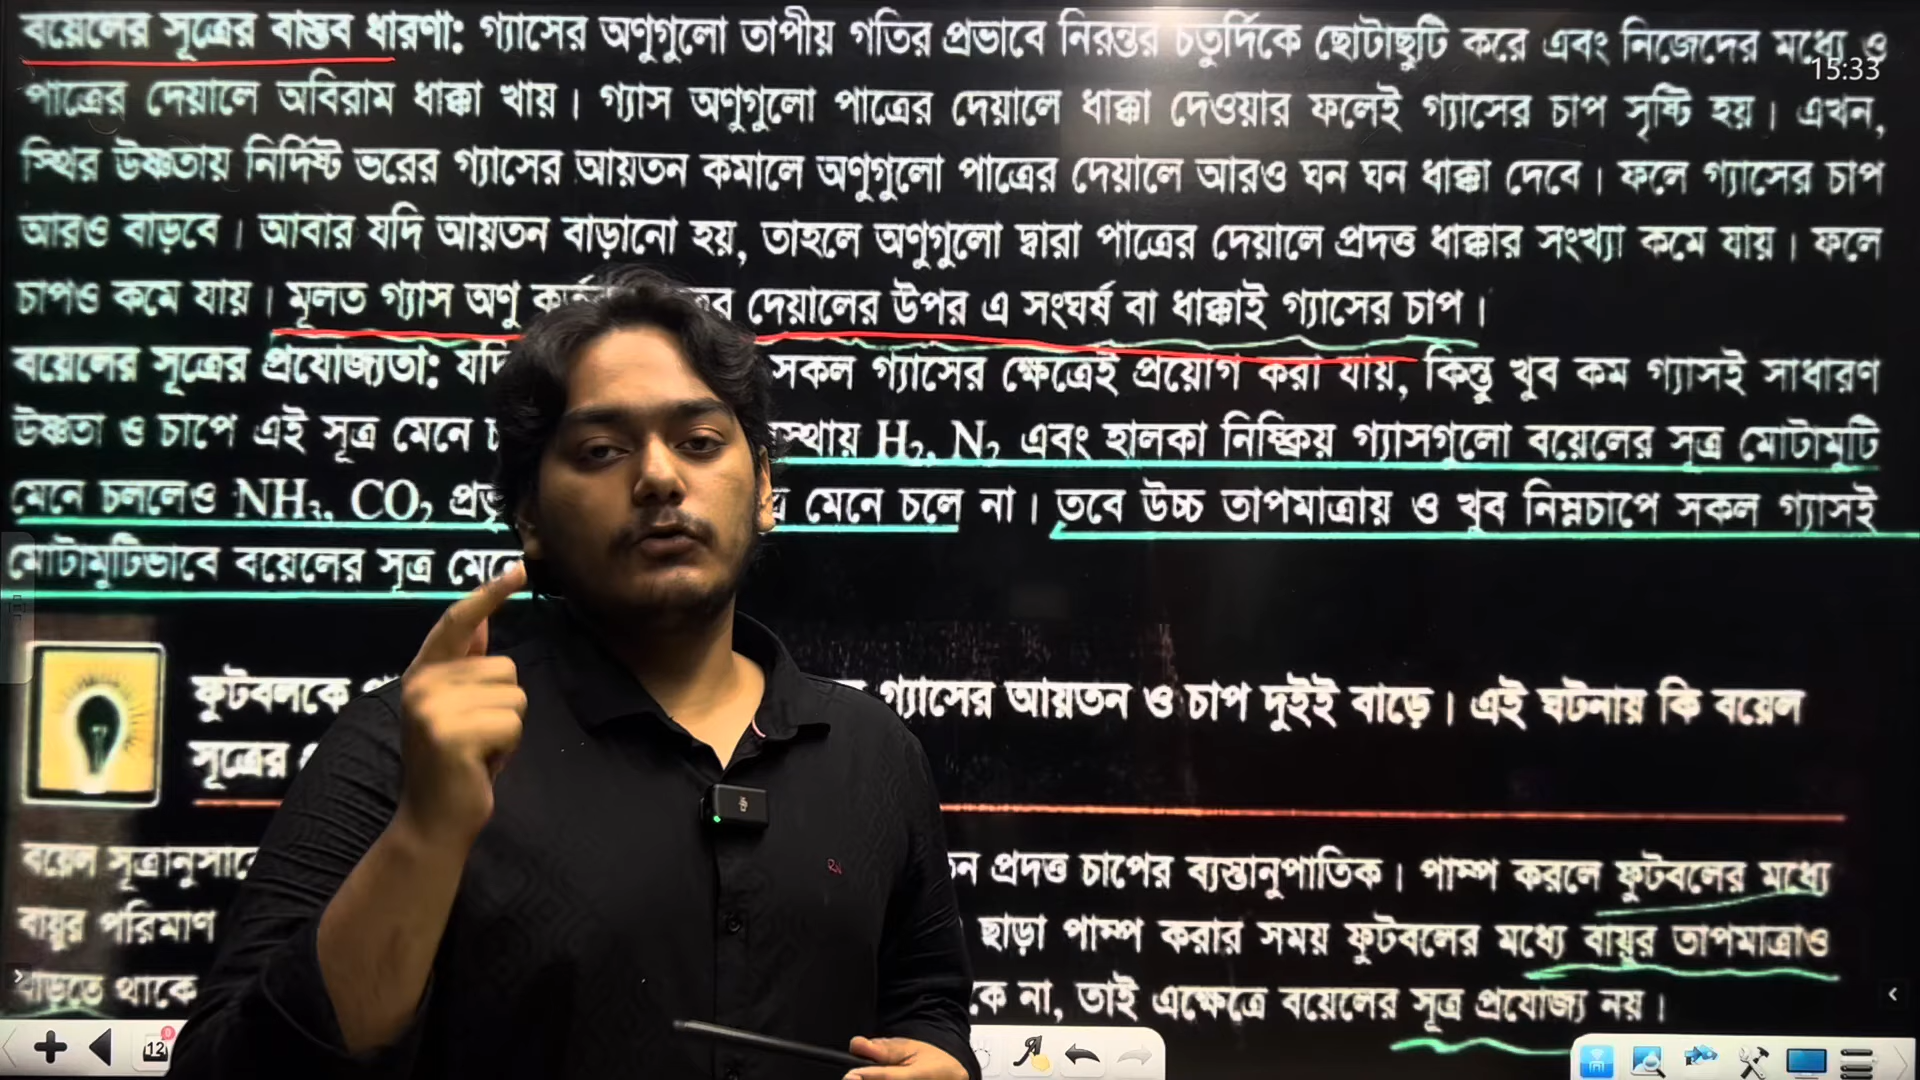 বয়েলের সূত্রের বাস্তব ধারণা: গ্যাসের অণুগুলো তাপীয় গতির প্রভাবে নিরন্তর চতুর্দিকে ছোটাছুটি করে এবং নিজেদের মধ্যে ও
15:33
পাত্রের দেয়ালে অবিরাম ধাক্কা খায়। গ্যাস অণুগুলো পাত্রের দেয়ালে ধাক্কা দেওয়ার ফলেই গ্যাসের চাপ সৃষ্টি হয়। এখন,
স্থির উষ্ণতায় নির্দিষ্ট ভরের গ্যাসের আয়তন কমালে অণুগুলো পাত্রের দেয়ালে আরও ঘন ঘন ধাক্কা দেবে। ফলে গ্যাসের চাপ
আরও বাড়বে। আবার যদি আয়তন বাড়ানো হয়, তাহলে অণুগুলো দ্বারা পাত্রের দেয়ালে প্রদত্ত ধাক্কার সংখ্যা কমে যায়। ফলে
চাপও কমে যায়। মূলত গ্যাস অণু দেয়ালের উপর এ সংঘর্ষ বা ধাক্কাই গ্যাসের চাপ।
বয়েলের সূত্রের প্রযোজ্যতা: সকল গ্যাসের ক্ষেত্রেই প্রয়োগ করা যায়, কিন্তু খুব কম গ্যাসই সাধারণ
উষ্ণতা ও চাপে এই সূত্র মেনে H₂, N₂ এবং হালকা নিষ্ক্রিয় গ্যাসগুলো বয়েলের সূত্র মোটামুটি
মেনে চললেও NH₃, CO₂ মেনে চলে না। তবে উচ্চ তাপমাত্রায় ও খুব নিম্নচাপে সকল গ্যাসই
মোটামুটিভাবে বয়েলের সূত্র মেনে
ফুটবলকে গ্যাসের আয়তন ও চাপ দুইই বাড়ে। এই ঘটনায় কি বয়েল
সূত্রের
বয়েল সূত্রানুসারে প্রদত্ত চাপের ব্যস্তানুপাতিক। পাম্প করলে ফুটবলের মধ্যে
বায়ুর পরিমাণ ছাড়া পাম্প করার সময় ফুটবলের মধ্যে বায়ুর তাপমাত্রাও
বাড়তে থাকে না, তাই এক্ষেত্রে বয়েলের সূত্র প্রযোজ্য নয়।
12